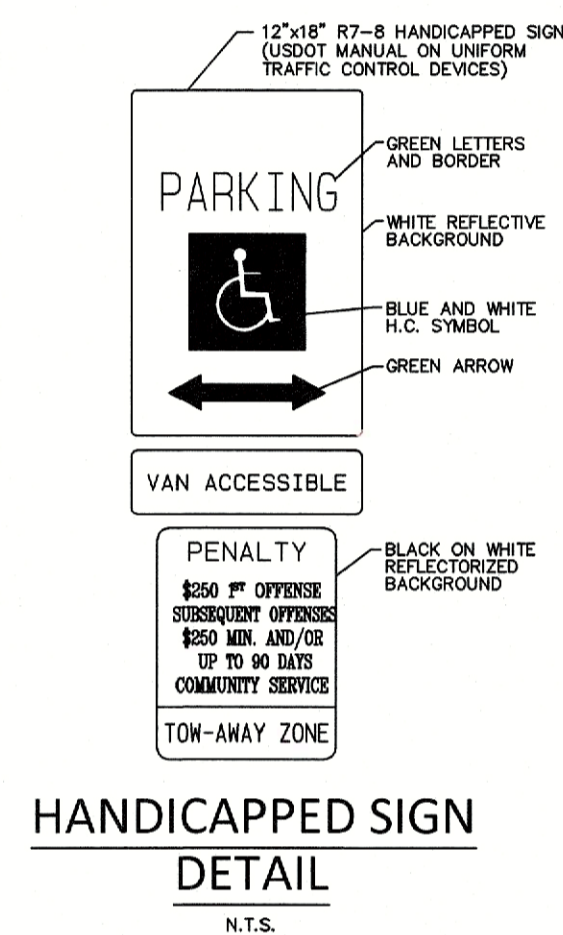 12"x18" R7-8 HANDICAPPED SIGN
(USDOT MANUAL ON UNIFORM
TRAFFIC CONTROL DEVICES)
PARKING
GREEN LETTERS
AND BORDER
WHITE REFLECTIVE
BACKGROUND
BLUE AND WHITE
H.C. SYMBOL
GREEN ARROW
VAN ACCESSIBLE
PENALTY
$250 1ST OFFENSE
SUBSEQUENT OFFENSES
$250 MIN. AND/OR
UP TO 90 DAYS
COMMUNITY SERVICE
TOW-AWAY ZONE
BLACK ON WHITE
REFLECTORIZED
BACKGROUND
HANDICAPPED SIGN
DETAIL
N.T.S.